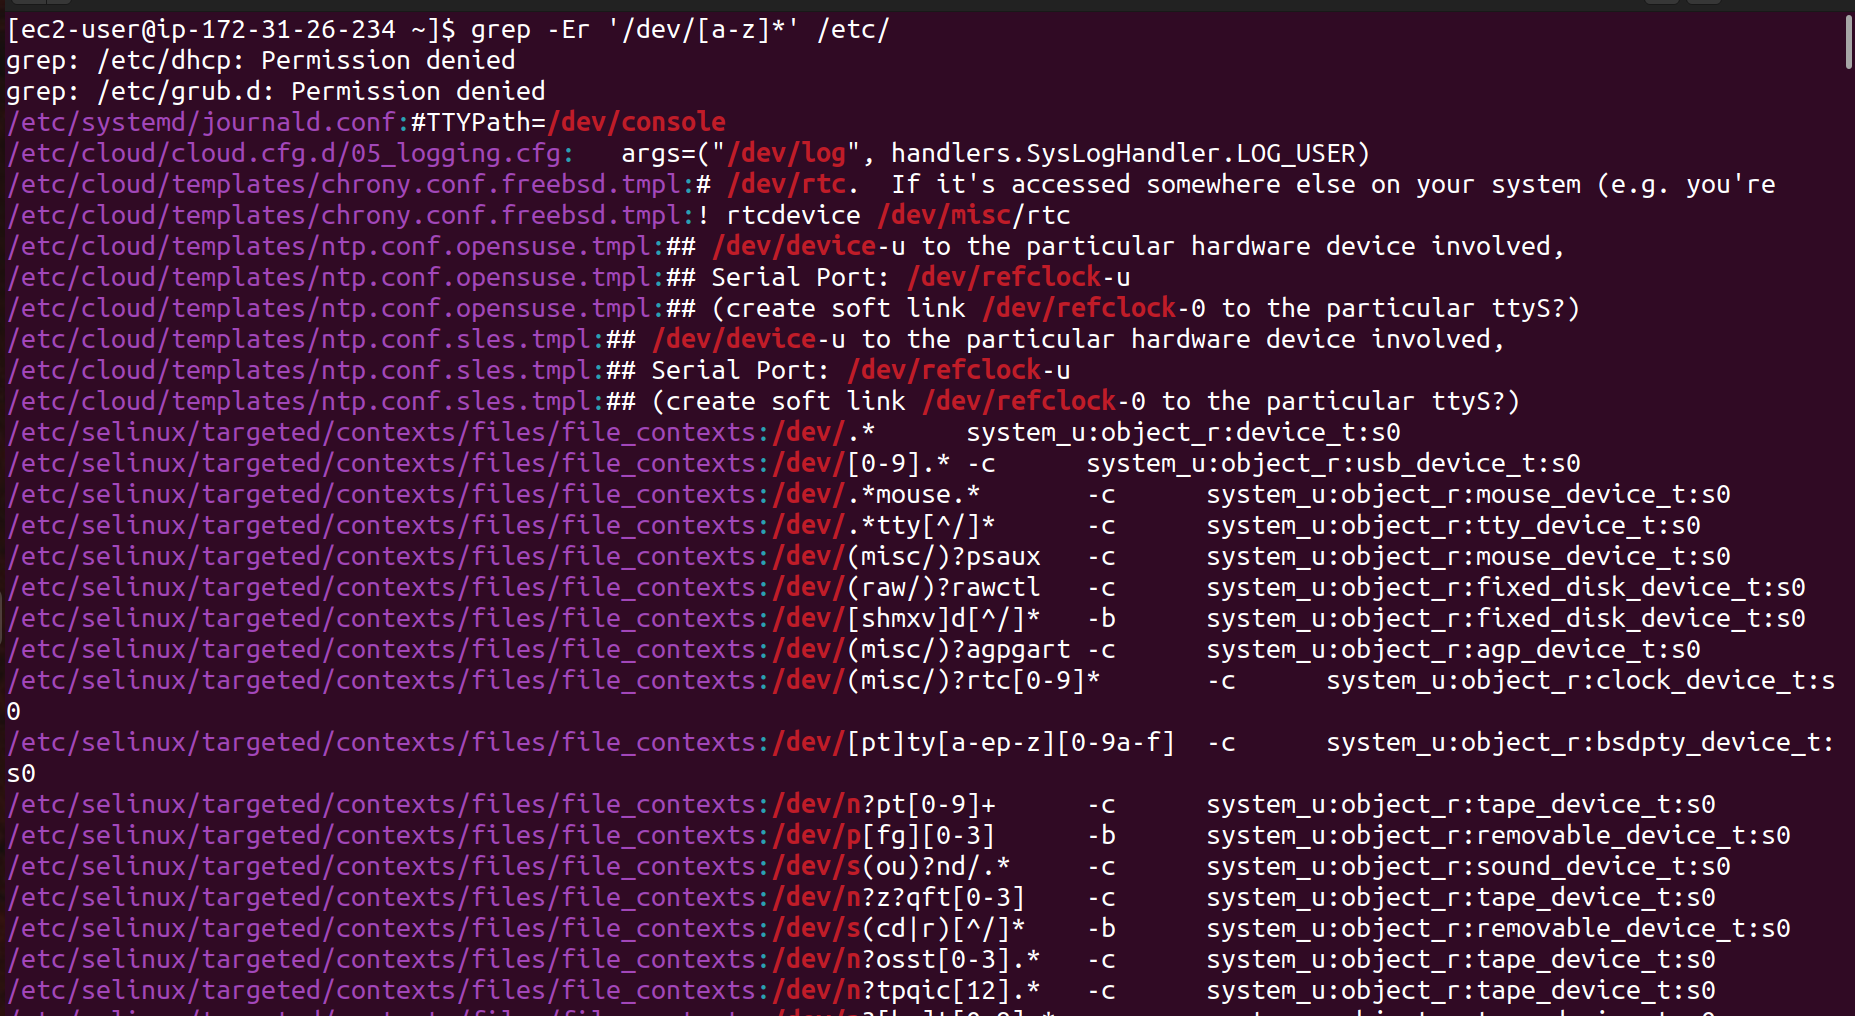 [ec2-user@ip-172-31-26-234 ~]$ grep -Er '/dev/[a-z]*' /etc/
grep: /etc/dhcp: Permission denied
grep: /etc/grub.d: Permission denied
/etc/systemd/journald.conf:#TTYPath=/dev/console
/etc/cloud/cloud.cfg.d/05_logging.cfg:   args=("/dev/log", handlers.SysLogHandler.LOG_USER)
/etc/cloud/templates/chrony.conf.freebsd.tmpl:# /dev/rtc.  If it's accessed somewhere else on your system (e.g. you're
/etc/cloud/templates/chrony.conf.freebsd.tmpl:! rtcdevice /dev/misc/rtc
/etc/cloud/templates/ntp.conf.opensuse.tmpl:## /dev/device-u to the particular hardware device involved,
/etc/cloud/templates/ntp.conf.opensuse.tmpl:## Serial Port: /dev/refclock-u
/etc/cloud/templates/ntp.conf.opensuse.tmpl:## (create soft link /dev/refclock-0 to the particular ttyS?)
/etc/cloud/templates/ntp.conf.sles.tmpl:## /dev/device-u to the particular hardware device involved,
/etc/cloud/templates/ntp.conf.sles.tmpl:## Serial Port: /dev/refclock-u
/etc/cloud/templates/ntp.conf.sles.tmpl:## (create soft link /dev/refclock-0 to the particular ttyS?)
/etc/selinux/targeted/contexts/files/file_contexts:/dev/.*      system_u:object_r:device_t:s0
/etc/selinux/targeted/contexts/files/file_contexts:/dev/[0-9].* -c      system_u:object_r:usb_device_t:s0
/etc/selinux/targeted/contexts/files/file_contexts:/dev/.*mouse.*       -c      system_u:object_r:mouse_device_t:s0
/etc/selinux/targeted/contexts/files/file_contexts:/dev/.*tty[^/]*      -c      system_u:object_r:tty_device_t:s0
/etc/selinux/targeted/contexts/files/file_contexts:/dev/(misc/)?psaux   -c      system_u:object_r:mouse_device_t:s0
/etc/selinux/targeted/contexts/files/file_contexts:/dev/(raw/)?rawctl   -c      system_u:object_r:fixed_disk_device_t:s0
/etc/selinux/targeted/contexts/files/file_contexts:/dev/[shmxv]d[^/]*   -b      system_u:object_r:fixed_disk_device_t:s0
/etc/selinux/targeted/contexts/files/file_contexts:/dev/(misc/)?agpgart -c      system_u:object_r:agp_device_t:s0
/etc/selinux/targeted/contexts/files/file_contexts:/dev/(misc/)?rtc[0-9]*       -c      system_u:object_r:clock_device_t:s
0
/etc/selinux/targeted/contexts/files/file_contexts:/dev/[pt]ty[a-ep-z][0-9a-f]  -c      system_u:object_r:bsdpty_device_t:
s0
/etc/selinux/targeted/contexts/files/file_contexts:/dev/n?pt[0-9]+      -c      system_u:object_r:tape_device_t:s0
/etc/selinux/targeted/contexts/files/file_contexts:/dev/p[fg][0-3]      -b      system_u:object_r:removable_device_t:s0
/etc/selinux/targeted/contexts/files/file_contexts:/dev/s(ou)?nd/.*     -c      system_u:object_r:sound_device_t:s0
/etc/selinux/targeted/contexts/files/file_contexts:/dev/n?z?qft[0-3]    -c      system_u:object_r:tape_device_t:s0
/etc/selinux/targeted/contexts/files/file_contexts:/dev/s(cd|r)[^/]*    -b      system_u:object_r:removable_device_t:s0
/etc/selinux/targeted/contexts/files/file_contexts:/dev/n?osst[0-3].*   -c      system_u:object_r:tape_device_t:s0
/etc/selinux/targeted/contexts/files/file_contexts:/dev/n?tpqic[12].*   -c      system_u:object_r:tape_device_t:s0